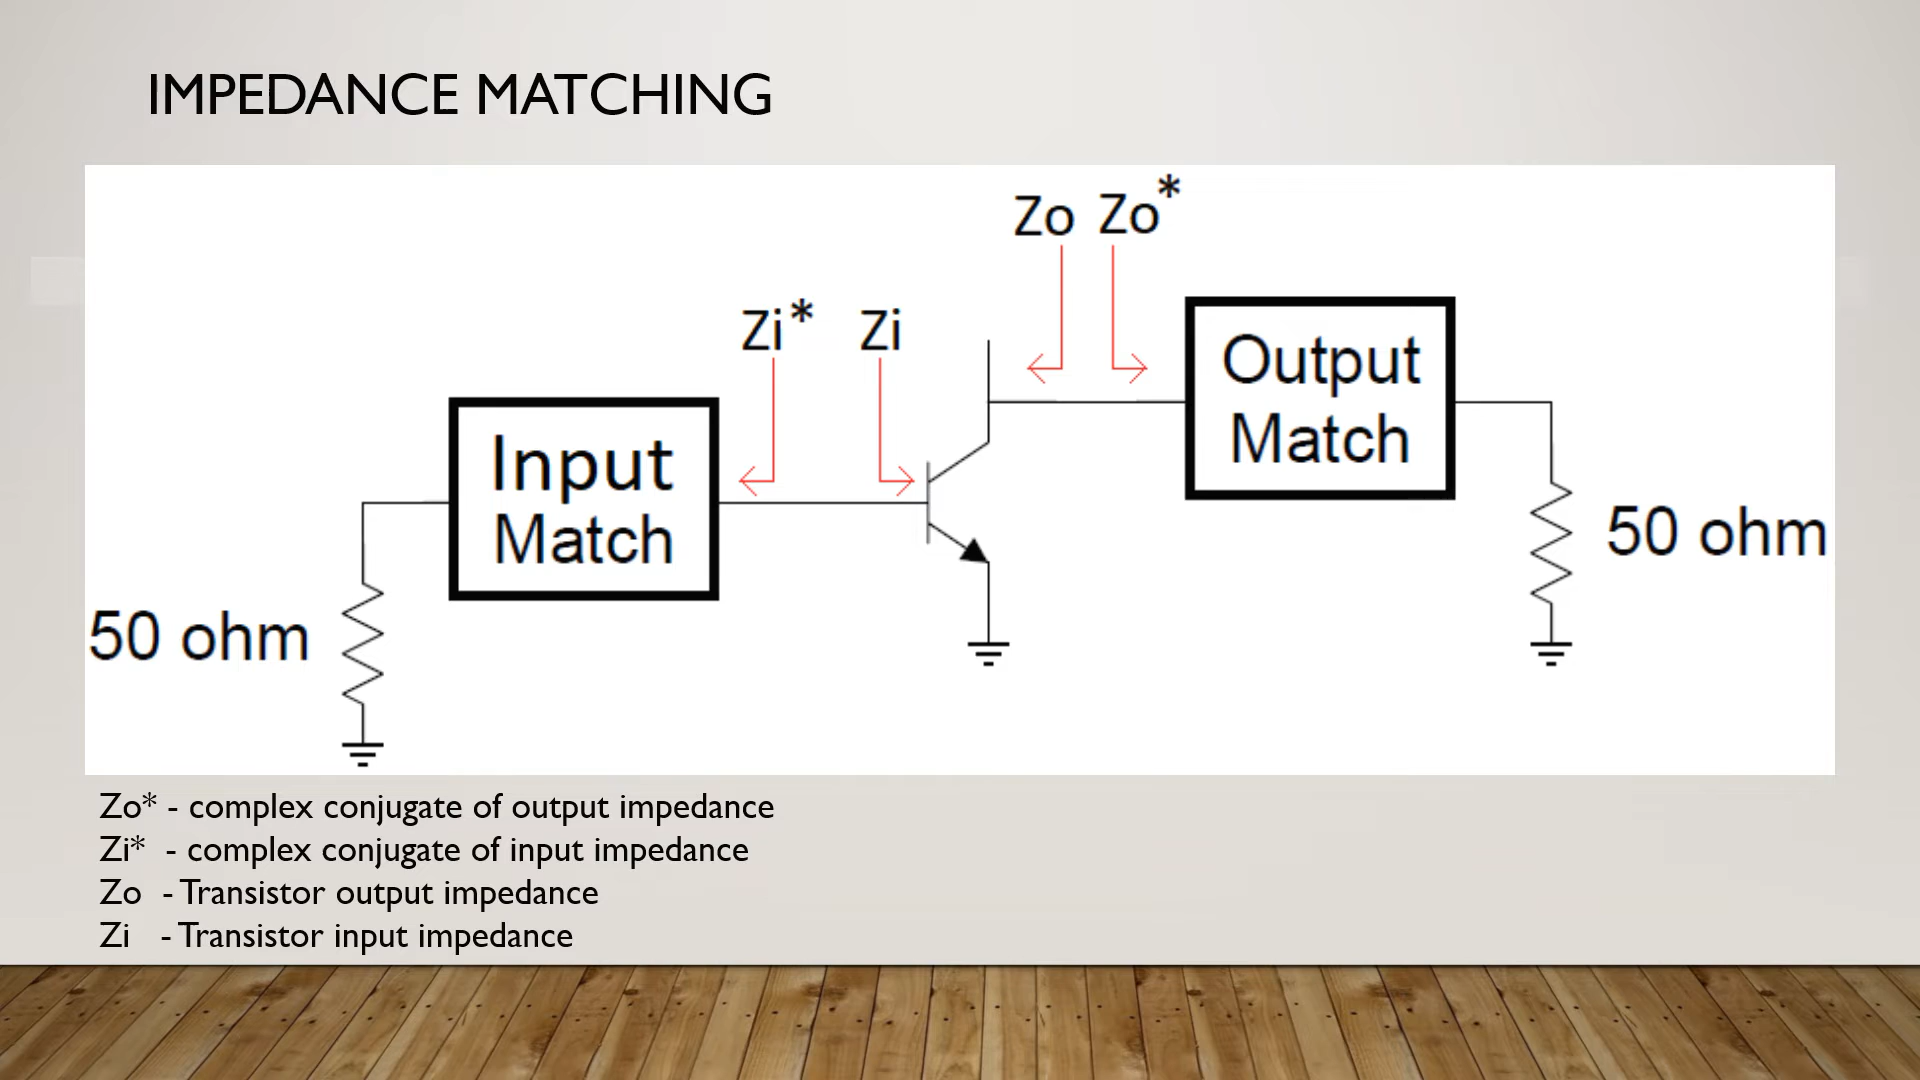 IMPEDANCE MATCHING
Zo Zo*
Zi* Zi
Output
Match
Input
Match
50 ohm
50 ohm
Zo* - complex conjugate of output impedance
Zi* - complex conjugate of input impedance
Zo - Transistor output impedance
Zi - Transistor input impedance